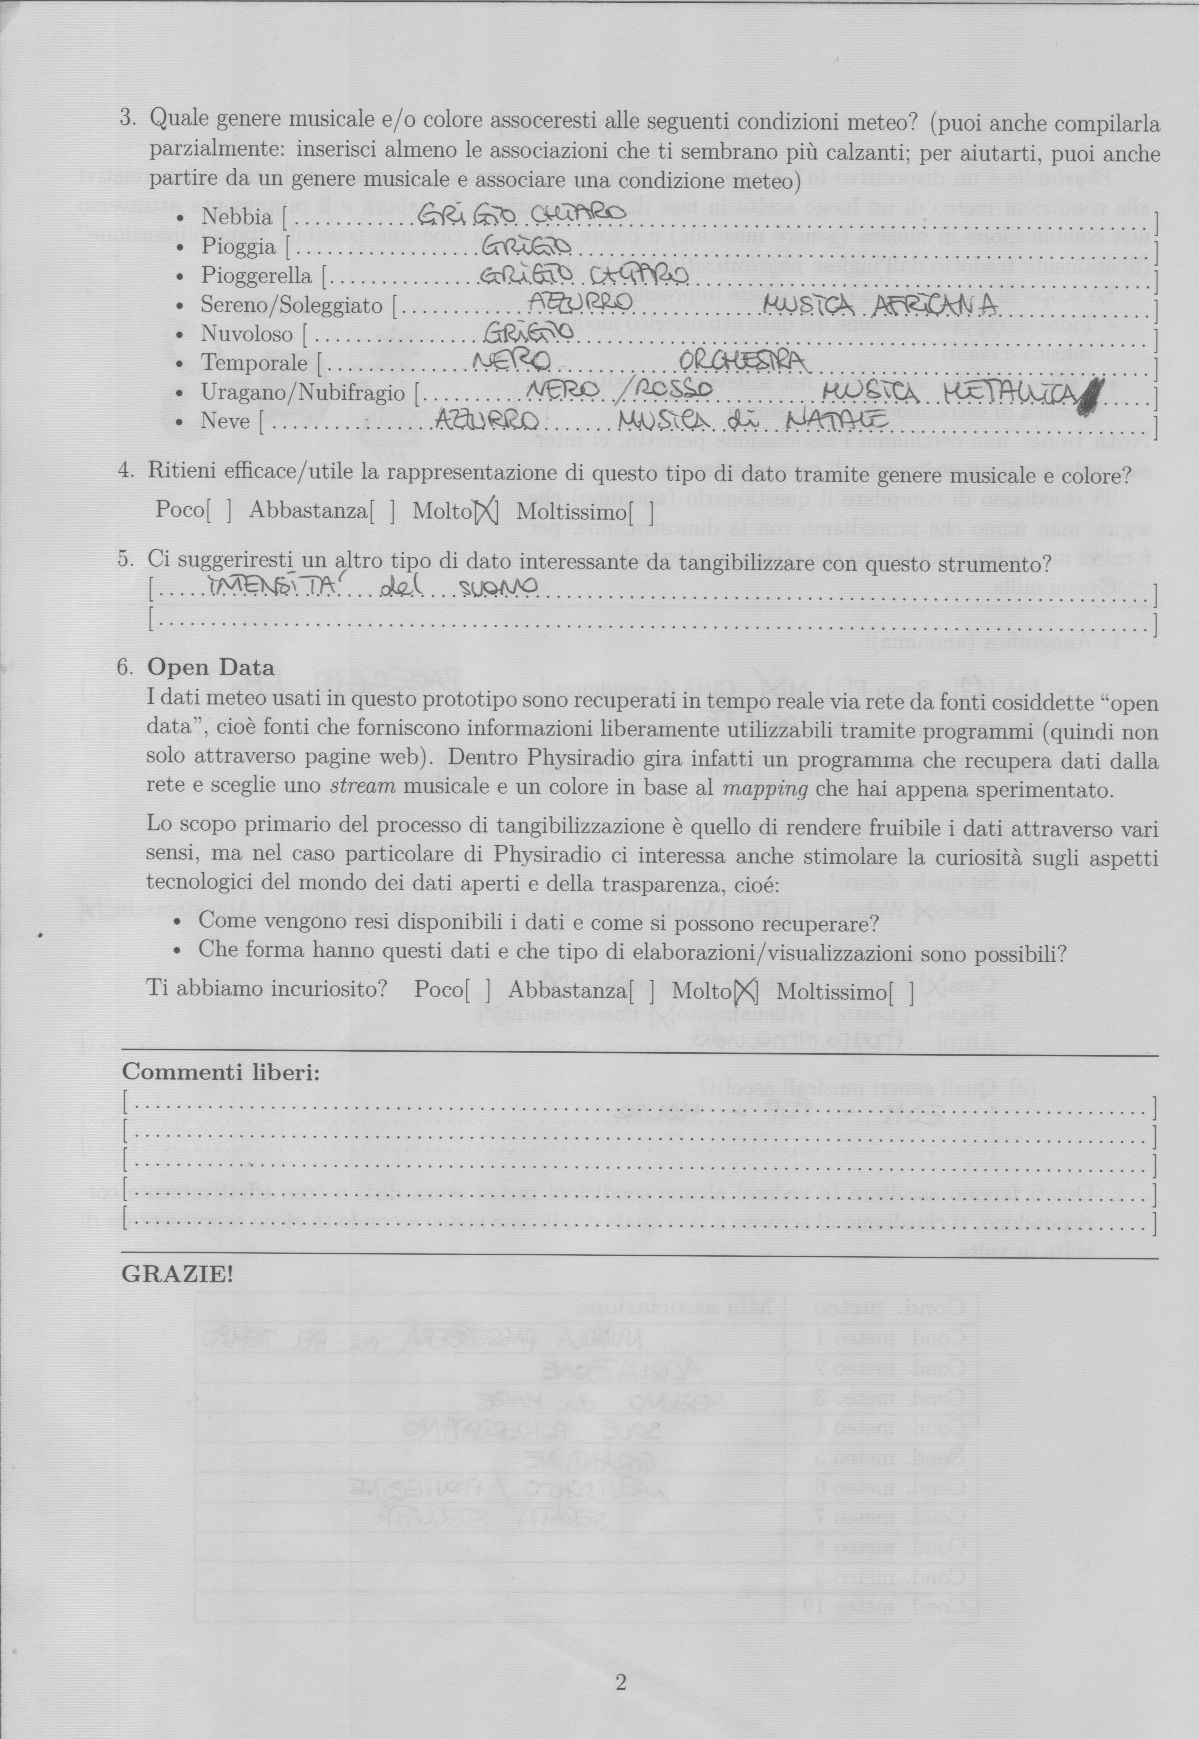 3. Quale genere musicale e/o colore assoceresti alle seguenti condizioni meteo? (puoi anche compilarla
parzialmente: inserisci almeno le associazioni che ti sembrano più calzanti; per aiutarti, puoi anche
partire da un genere musicale e associare una condizione meteo)
• Nebbia [ GRIGIO CHIARO ]
• Pioggia [ GRIGIO ]
• Pioggerella [ GRIGIO CHIARO ]
• Sereno/Soleggiato [ AZZURRO MUSICA AFRICANA ]
• Nuvoloso [ GRIGIO ]
• Temporale [ NERO ORCHESTRA ]
• Uragano/Nubifragio [ NERO/ROSSO MUSICA METALLICA ]
• Neve [ AZZURRO MUSICA di NATALE ]
4. Ritieni efficace/utile la rappresentazione di questo tipo di dato tramite genere musicale e colore?
Poco[ ] Abbastanza[ ] Molto[X] Moltissimo[ ]
5. Ci suggeriresti un altro tipo di dato interessante da tangibilizzare con questo strumento?
[ INTENSITA' del SUONO ]
[ ]
6. Open Data
I dati meteo usati in questo prototipo sono recuperati in tempo reale via rete da fonti cosiddette “open
data”, cioè fonti che forniscono informazioni liberamente utilizzabili tramite programmi (quindi non
solo attraverso pagine web). Dentro Physiradio gira infatti un programma che recupera dati dalla
rete e sceglie uno stream musicale e un colore in base al mapping che hai appena sperimentato.
Lo scopo primario del processo di tangibilizzazione è quello di rendere fruibile i dati attraverso vari
sensi, ma nel caso particolare di Physiradio ci interessa anche stimolare la curiosità sugli aspetti
tecnologici del mondo dei dati aperti e della trasparenza, cioé:
• Come vengono resi disponibili i dati e come si possono recuperare?
• Che forma hanno questi dati e che tipo di elaborazioni/visualizzazioni sono possibili?
Ti abbiamo incuriosito? Poco[ ] Abbastanza[ ] Molto[X] Moltissimo[ ]
Commenti liberi:
[ ]
[ ]
[ ]
[ ]
[ ]
GRAZIE!
2